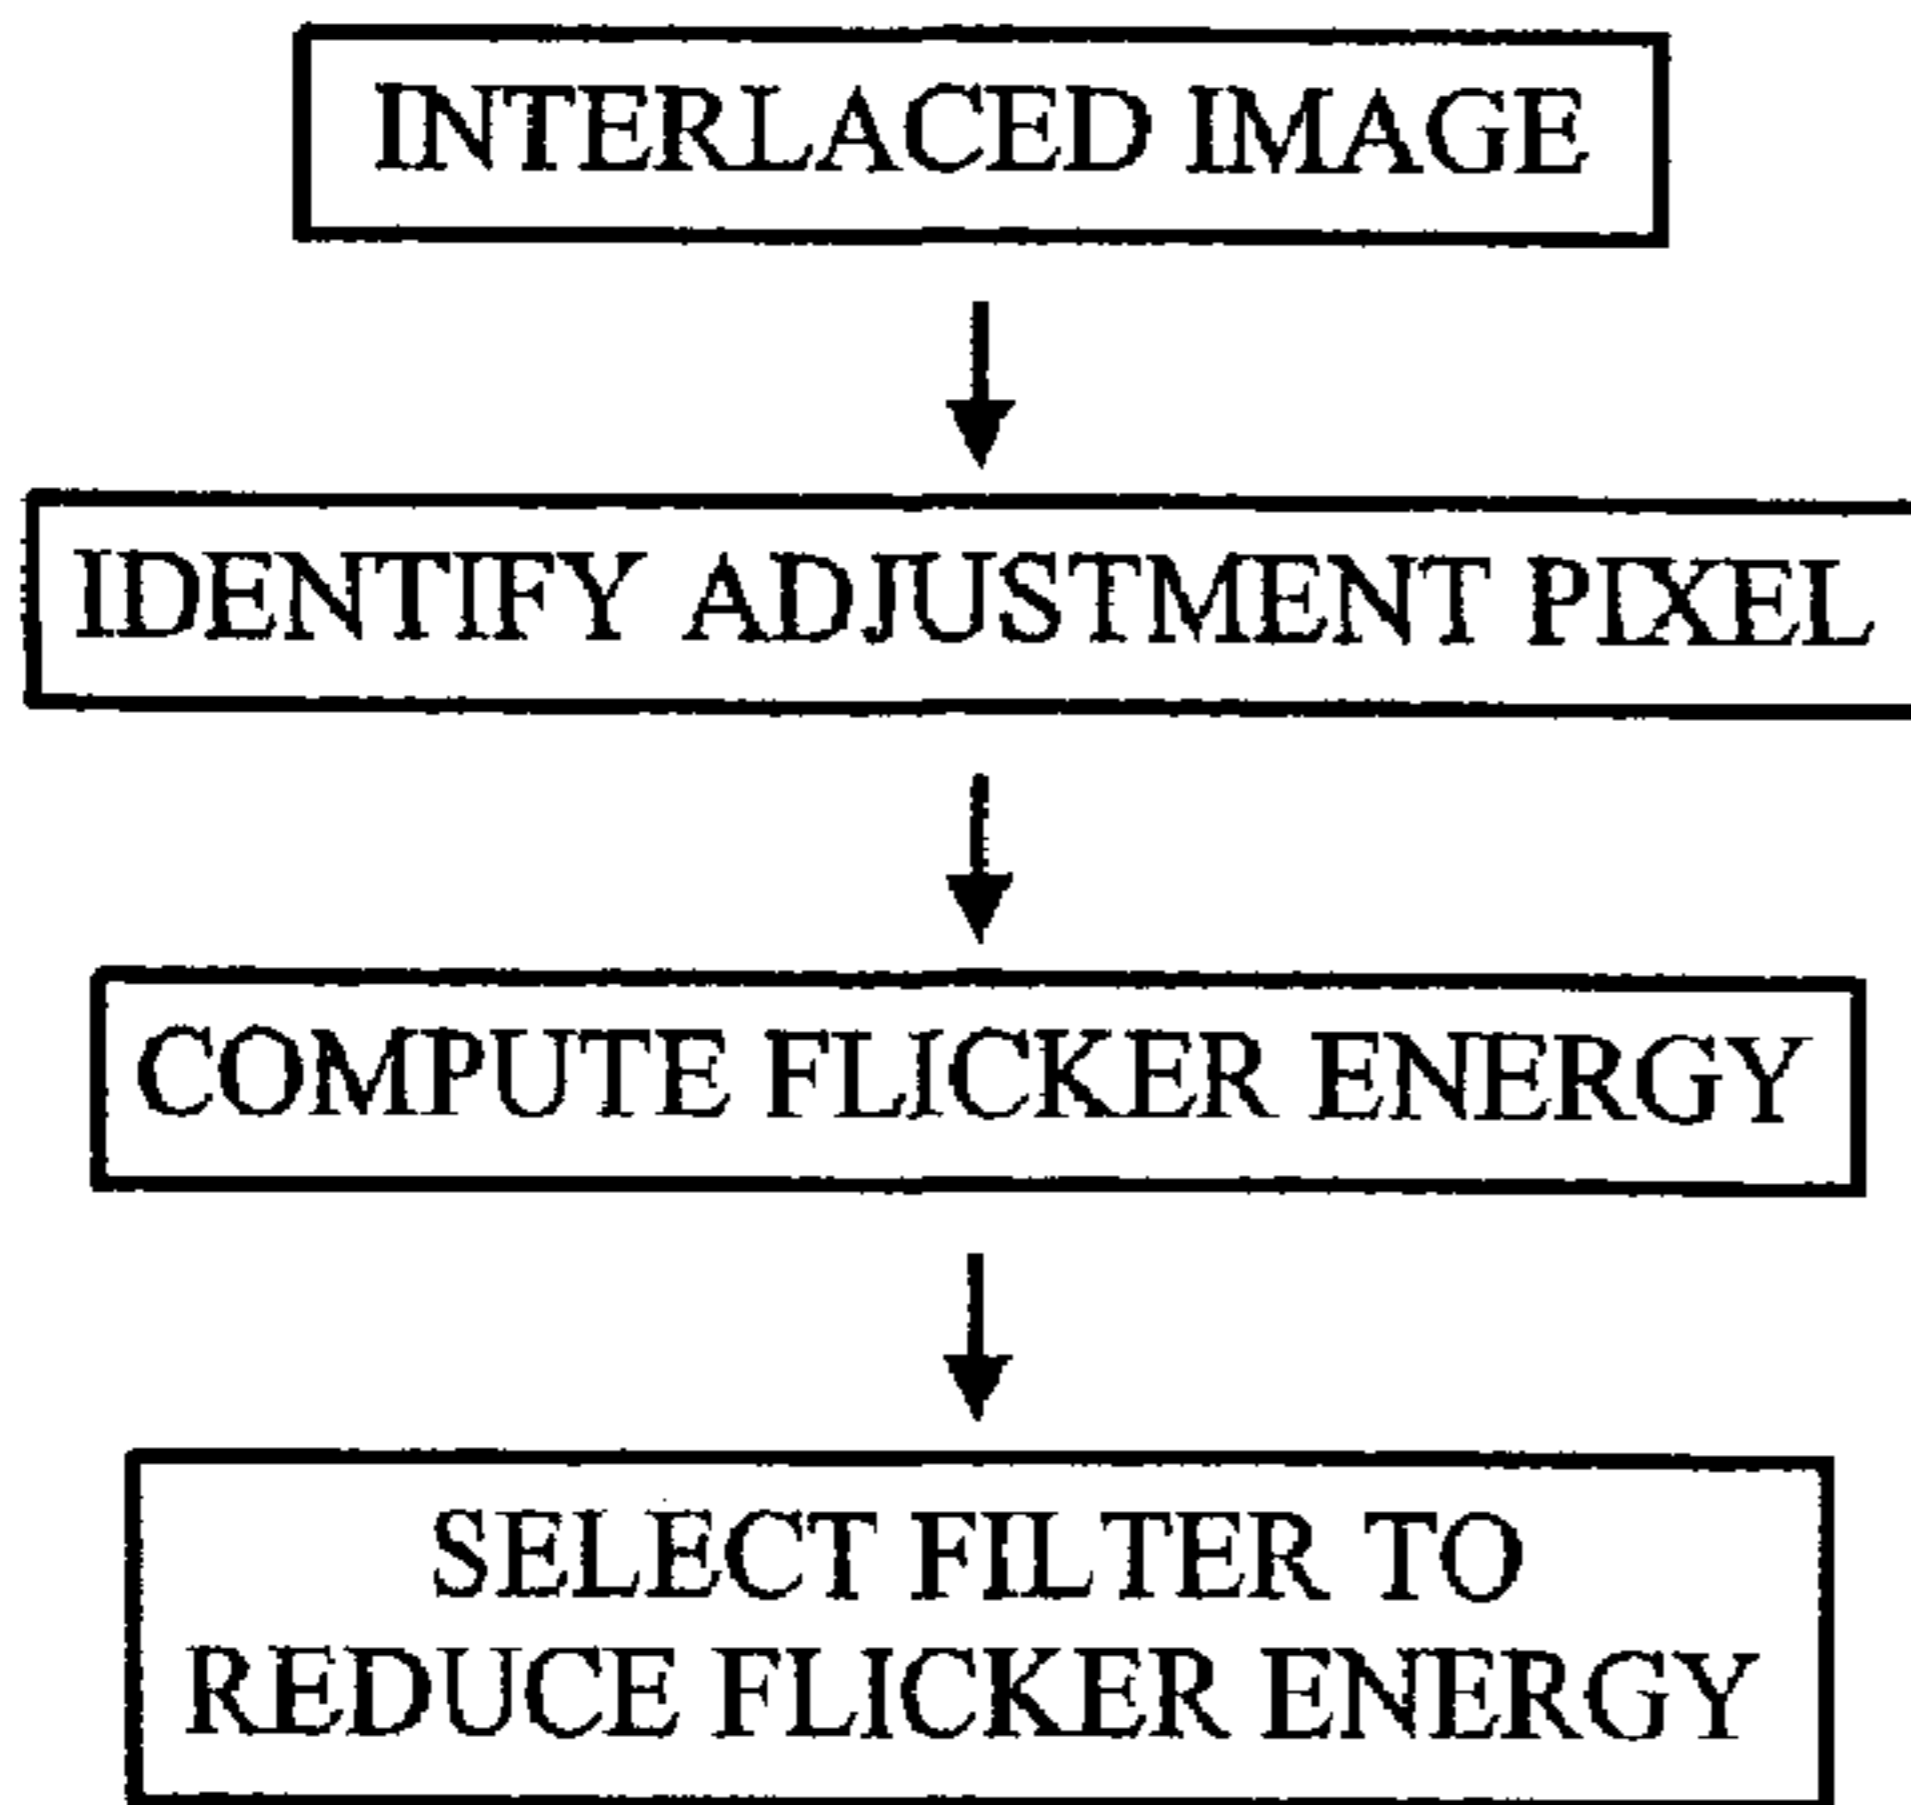 INTERLACED IMAGE
IDENTIFY ADJUSTMENT PIXEL
COMPUTE FLICKER ENERGY
SELECT FILTER TO
REDUCE FLICKER ENERGY